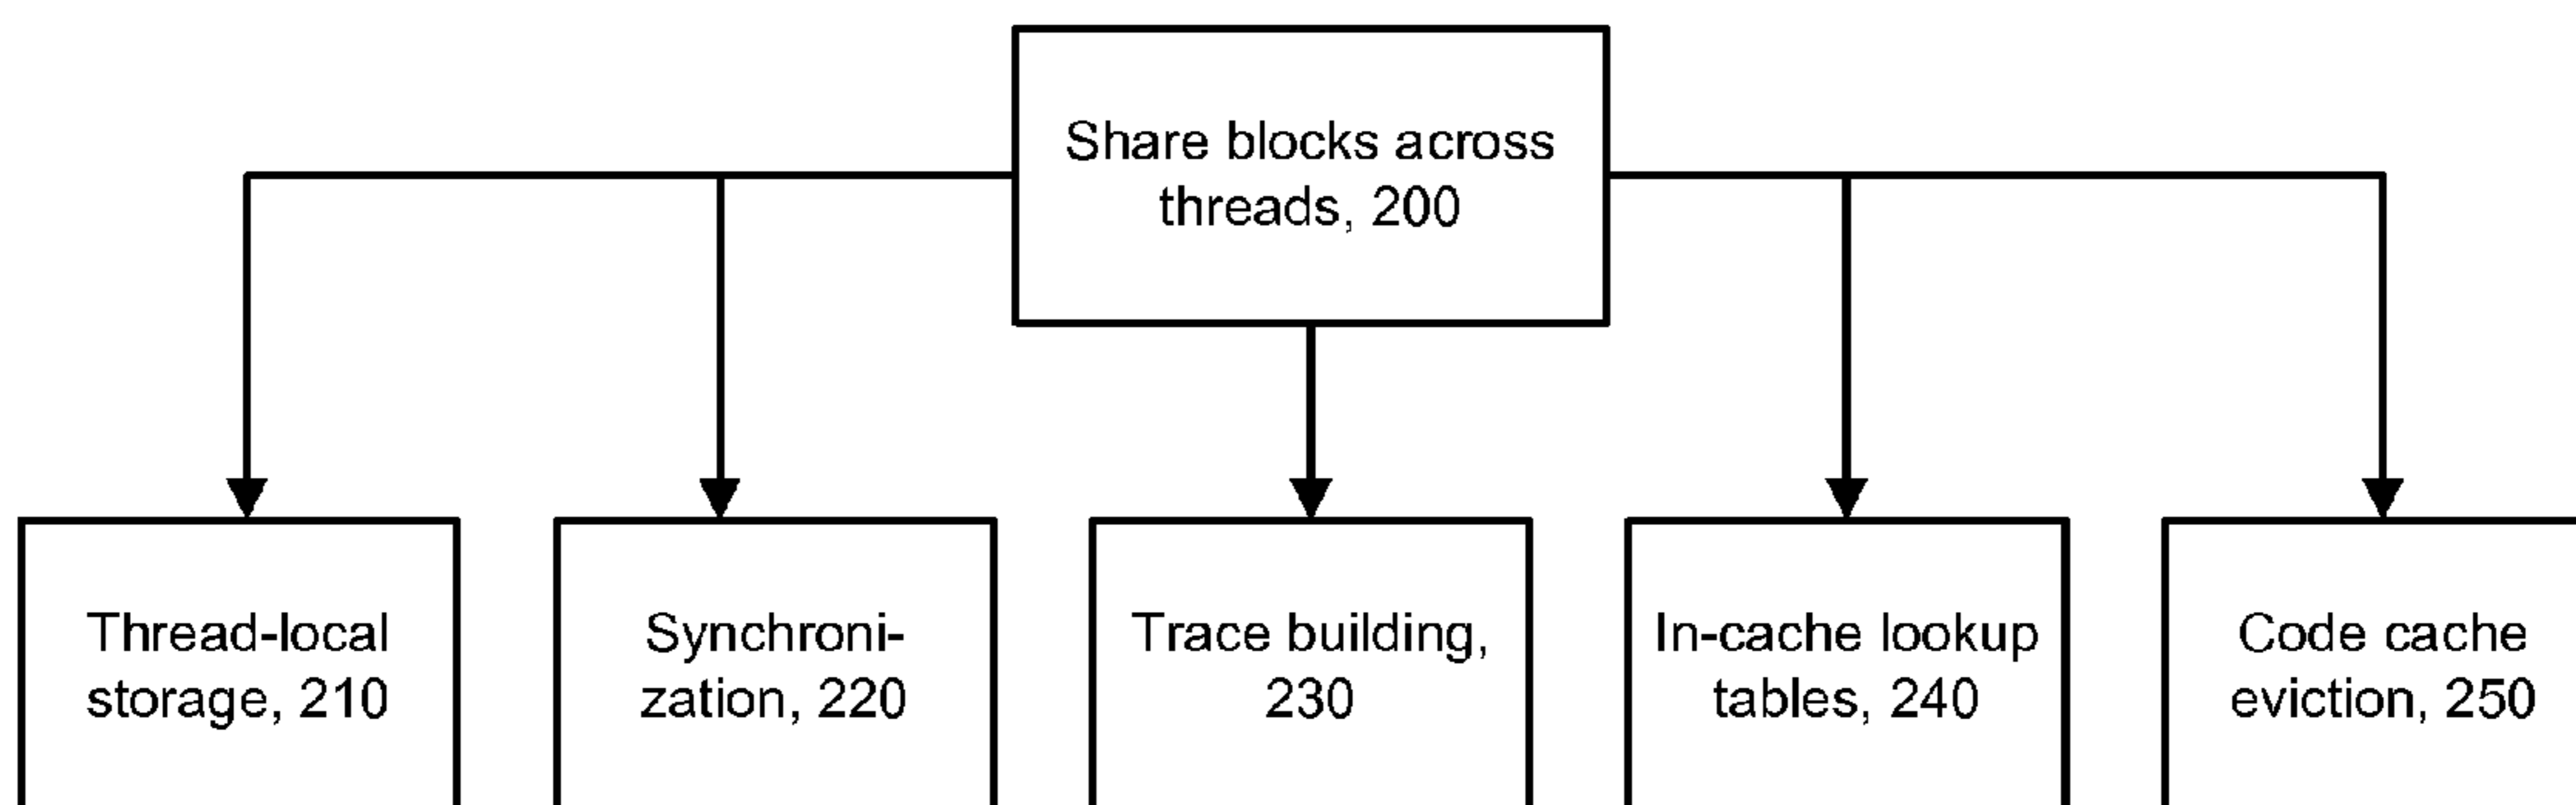 Share blocks across
threads, 200
Thread-local
storage, 210
Synchroni-
zation, 220
Trace building,
230
In-cache lookup
tables, 240
Code cache
eviction, 250